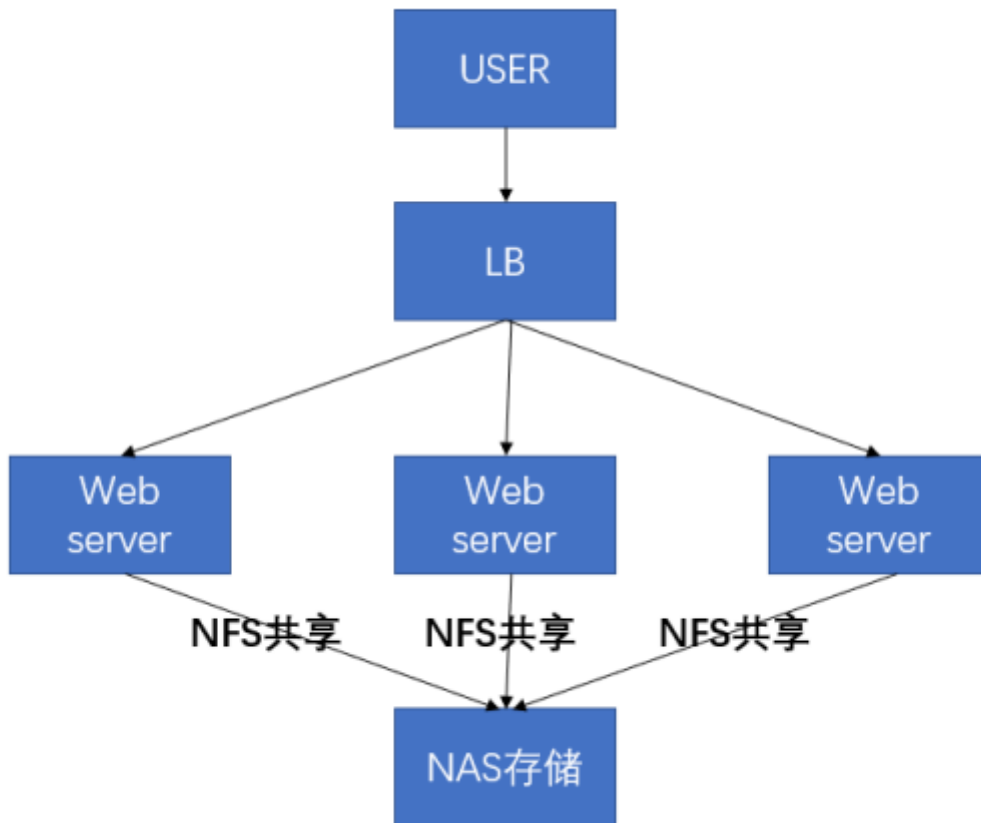 USER
LB
Web
server
Web
server
Web
server
NFS共享
NFS共享
NFS共享
NAS存储